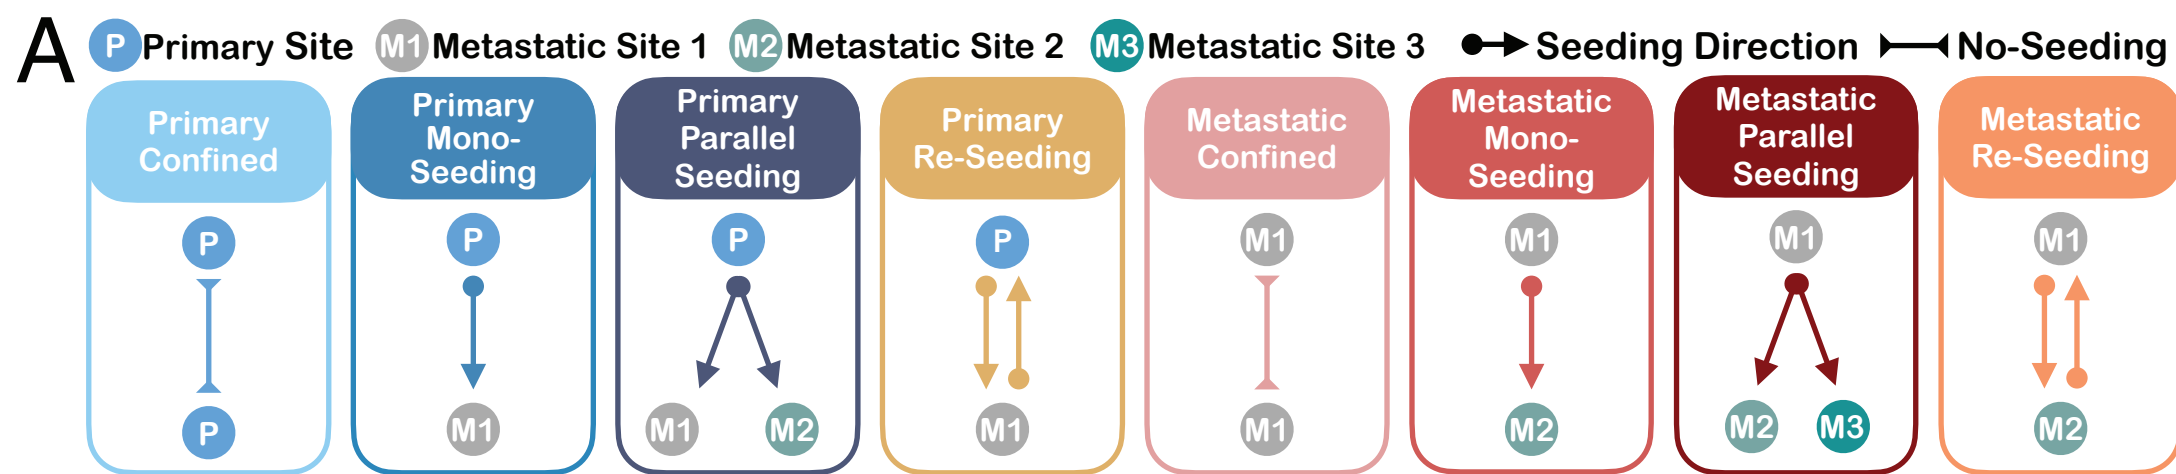 A
P Primary Site M1 Metastatic Site 1 M2 Metastatic Site 2 M3 Metastatic Site 3 Seeding Direction No-Seeding
Primary
Confined
P
P
Primary
Mono-
Seeding
P
M1
Primary
Parallel
Seeding
P
M1 M2
Primary
Re-Seeding
P
M1
Metastatic
Confined
M1
M1
Metastatic
Mono-
Seeding
M1
M2
Metastatic
Parallel
Seeding
M1
M2 M3
Metastatic
Re-Seeding
M1
M2